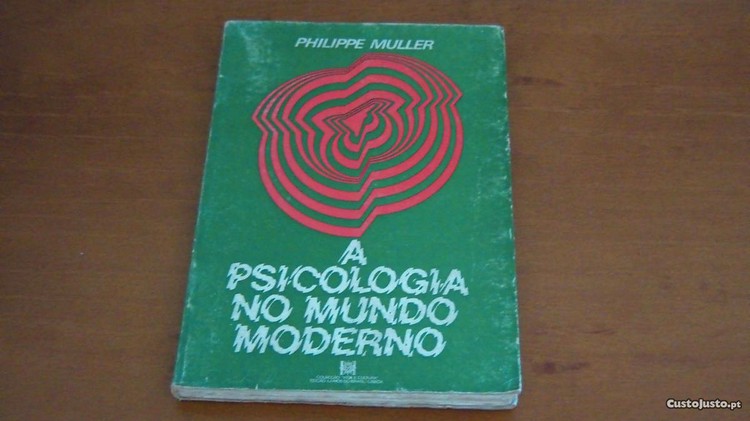 PHILIPPE MULLER
A
PSICOLOGIA
NO MUNDO
MODERNO
CustoJusto.pt